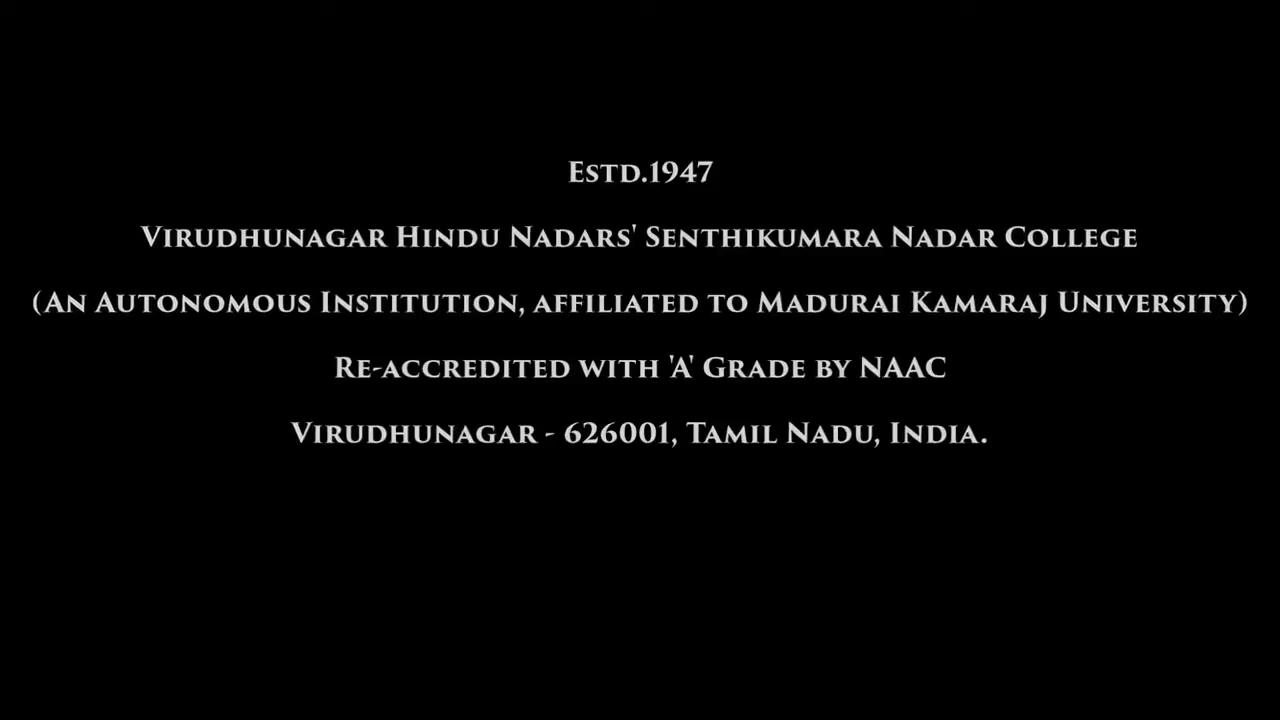 Estd.1947
Virudhunagar Hindu Nadars' Senthikumara Nadar College
(An Autonomous Institution, affiliated to Madurai Kamaraj University)
Re-accredited with 'A' Grade by NAAC
Virudhunagar - 626001, Tamil Nadu, India.